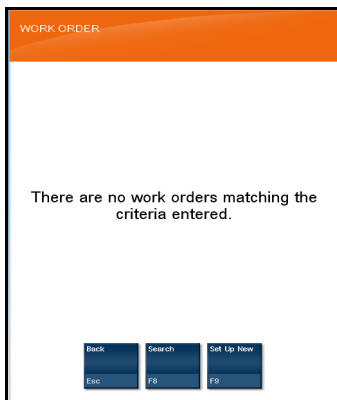 WORK ORDER
There are no work orders matching the
criteria entered.
Back Search Set Up New
Esc F8 F9